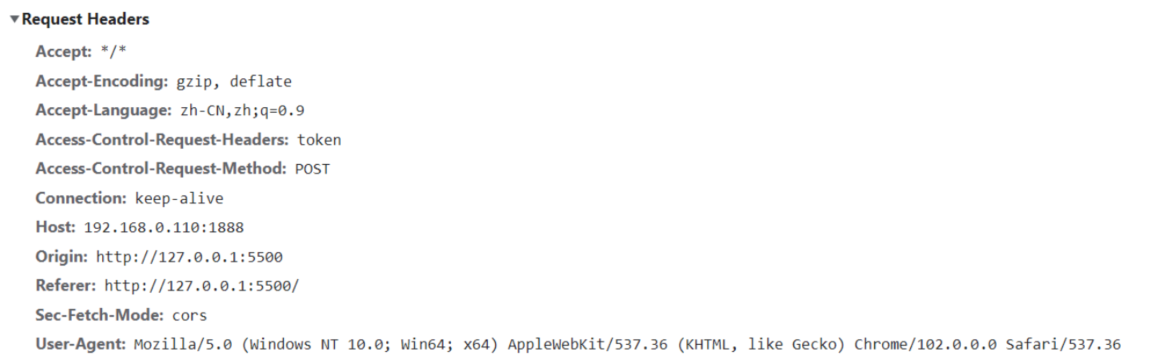 ▼Request Headers
Accept: */*
Accept-Encoding: gzip, deflate
Accept-Language: zh-CN,zh;q=0.9
Access-Control-Request-Headers: token
Access-Control-Request-Method: POST
Connection: keep-alive
Host: 192.168.0.110:1888
Origin: http://127.0.0.1:5500
Referer: http://127.0.0.1:5500/
Sec-Fetch-Mode: cors
User-Agent: Mozilla/5.0 (Windows NT 10.0; Win64; x64) AppleWebKit/537.36 (KHTML, like Gecko) Chrome/102.0.0.0 Safari/537.36